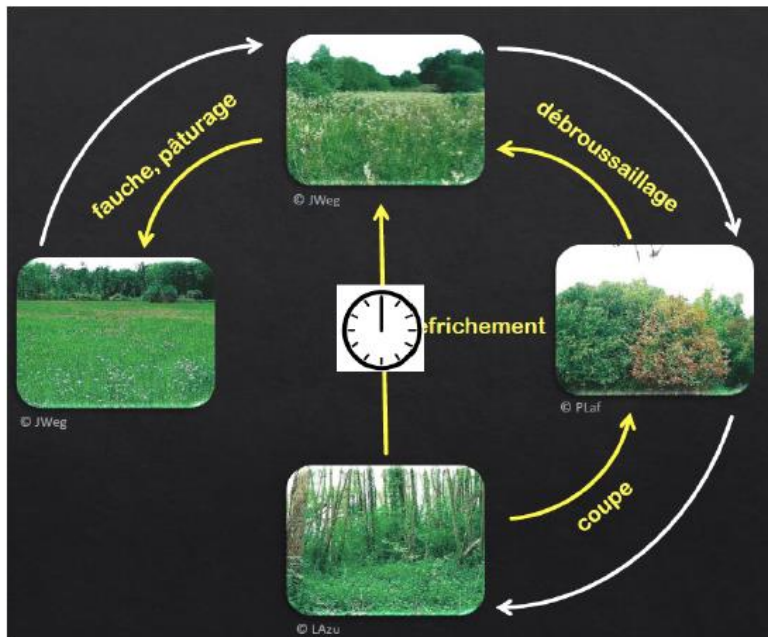 fauche, pâturage
débroussaillage
© JWeg
efrichement
© JWeg
© PLaf
coupe
© LAzu